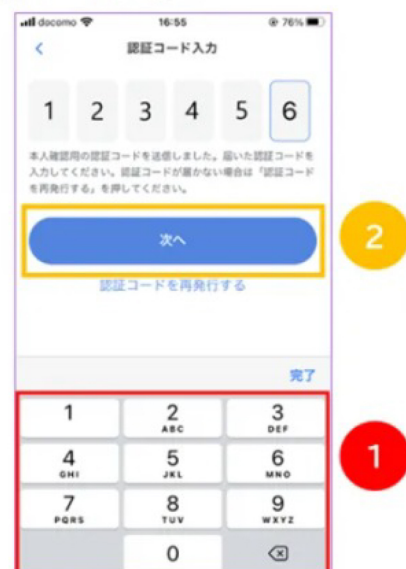 docomo 16:55 76%
認証コード入力
1 2 3 4 5 6
本人確認用の認証コードを送信しました。届いた認証コードを
入力してください。認証コードが届かない場合は「認証コード
を再発行する」を押してください。
次へ
2
認証コードを再発行する
完了
1 2 3
ABC DEF
1
4 5 6
GHI JKL MNO
7 8 9
PQRS TUV WXYZ
0